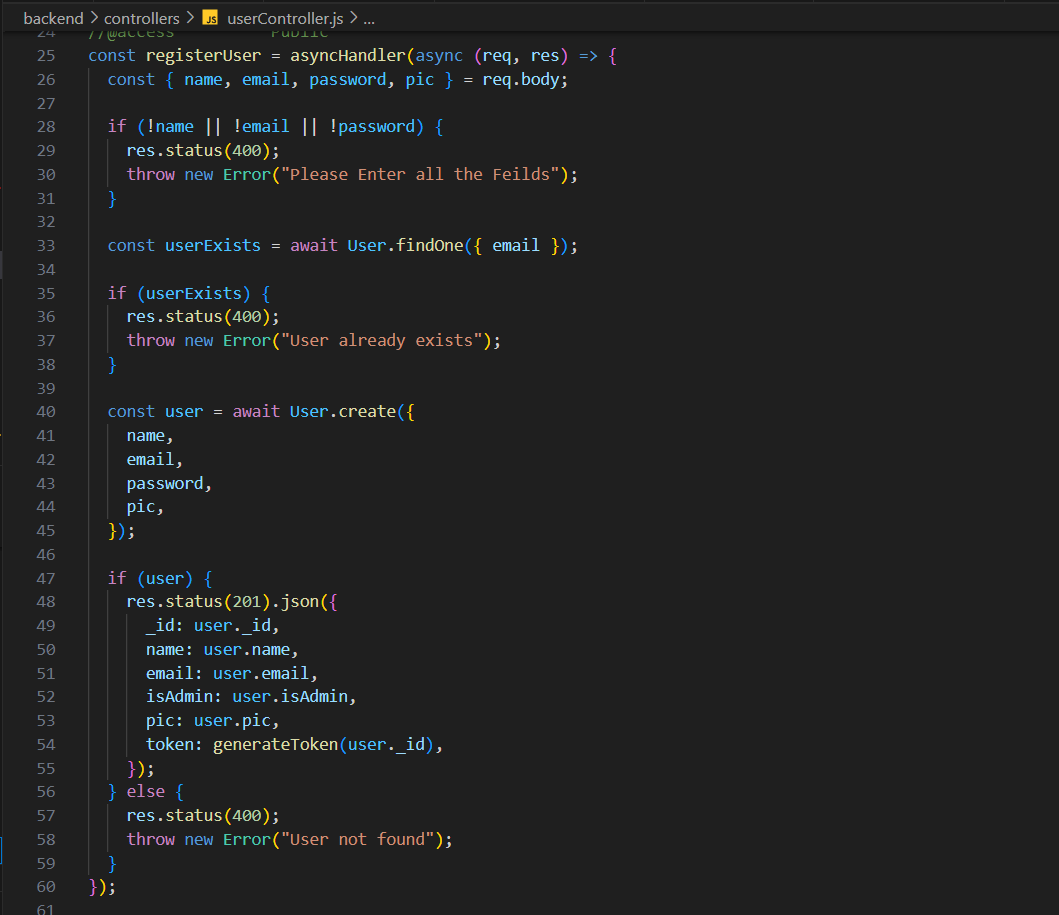 backend > controllers > JS userController.js > ...
24 //@access Public
25 const registerUser = asyncHandler(async (req, res) => {
26   const { name, email, password, pic } = req.body;
27
28   if (!name || !email || !password) {
29     res.status(400);
30     throw new Error("Please Enter all the Feilds");
31   }
32
33   const userExists = await User.findOne({ email });
34
35   if (userExists) {
36     res.status(400);
37     throw new Error("User already exists");
38   }
39
40   const user = await User.create({
41     name,
42     email,
43     password,
44     pic,
45   });
46
47   if (user) {
48     res.status(201).json({
49       _id: user._id,
50       name: user.name,
51       email: user.email,
52       isAdmin: user.isAdmin,
53       pic: user.pic,
54       token: generateToken(user._id),
55     });
56   } else {
57     res.status(400);
58     throw new Error("User not found");
59   }
60 });
61